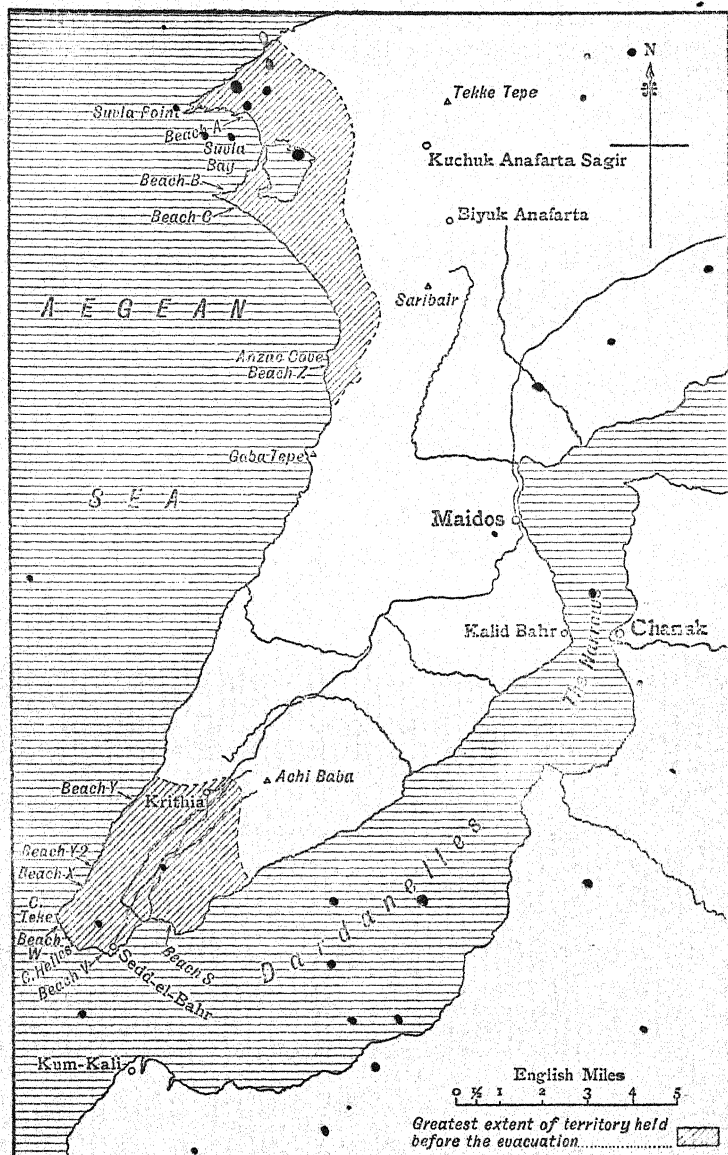 N
Tekke Tepe
Suvla Point
Beach A
Suvla
Bay
Kuchuk Anafarta Sagir
Beach B
Beach C
Biyuk Anafarta
Saribair
AEGEAN
Anzac Cove
Beach Z
Gaba Tepe
SEA
Maidos
Kalid Bahr
Chanak
The Narrows
Beach Y
Krithia
Achi Baba
Beach Y2
Beach X
C.
Teke
Beach
W
C. Helles
Beach V
Sedd-el-Bahr
Beach S
Dardanelles
Kum-Kali
English Miles
0 ½ 1 2 3 4 5
Greatest extent of territory held
before the evacuation